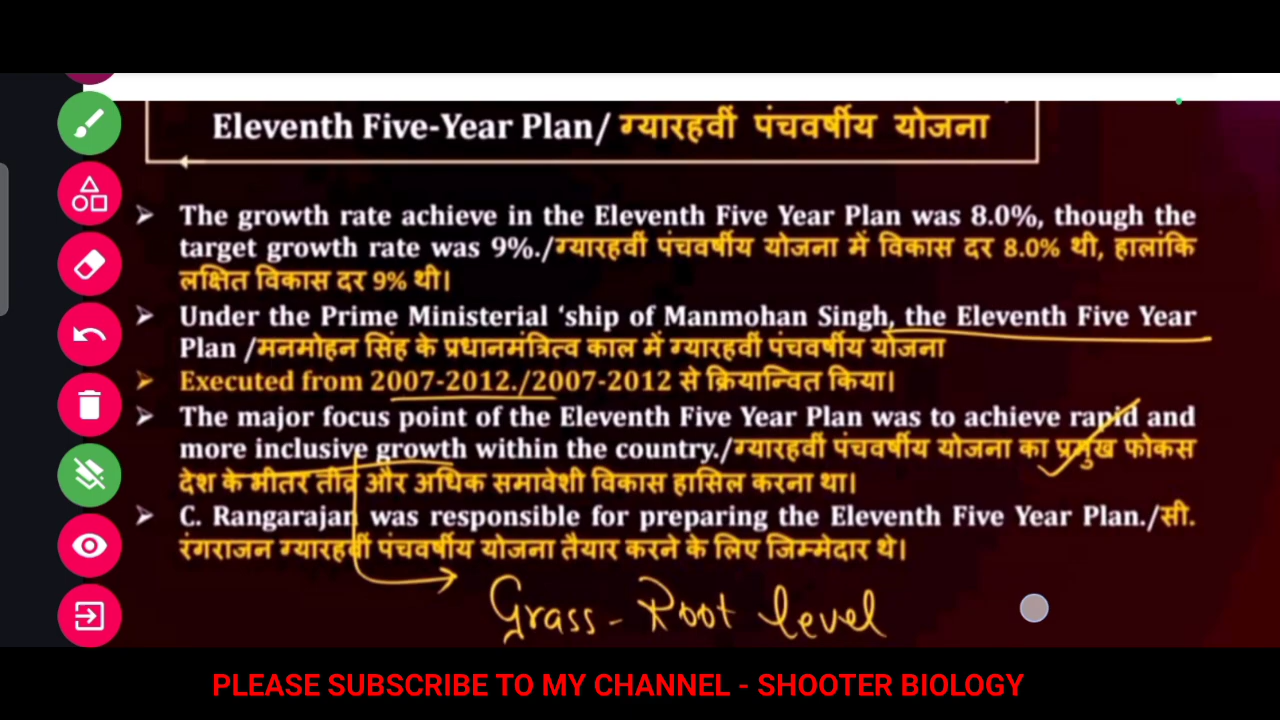 Eleventh Five-Year Plan/ ग्यारहवीं पंचवर्षीय योजना
The growth rate achieve in the Eleventh Five Year Plan was 8.0%, though the
target growth rate was 9%./ग्यारहवीं पंचवर्षीय योजना में विकास दर 8.0% थी, हालांकि
लक्षित विकास दर 9% थी।
Under the Prime Ministerial ‘ship of Manmohan Singh, the Eleventh Five Year
Plan /मनमोहन सिंह के प्रधानमंत्रित्व काल में ग्यारहवीं पंचवर्षीय योजना
Executed from 2007-2012./2007-2012 से क्रियान्वित किया।
The major focus point of the Eleventh Five Year Plan was to achieve rapid and
more inclusive growth within the country./ग्यारहवीं पंचवर्षीय योजना का प्रमुख फोकस
देश के भीतर तीव्र और अधिक समावेशी विकास हासिल करना था।
C. Rangarajan was responsible for preparing the Eleventh Five Year Plan./सी.
रंगराजन ग्यारहवीं पंचवर्षीय योजना तैयार करने के लिए जिम्मेदार थे।
Grass - Root level
PLEASE SUBSCRIBE TO MY CHANNEL - SHOOTER BIOLOGY